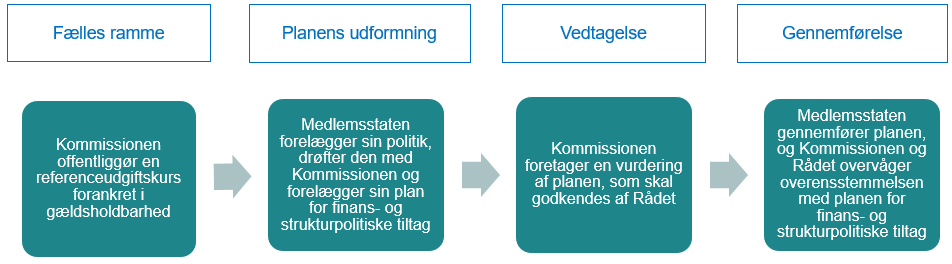 Fælles ramme
Planens udformning
Vedtagelse
Gennemførelse
Kommissionen
offentliggør en
referenceudgiftskurs
forankret i
gældsholdbarhed
Medlemsstaten
forelægger sin politik,
drøfter den med
Kommissionen og
forelægger sin plan
for finans- og
strukturpolitiske tiltag
Kommissionen
foretager en vurdering
af planen, som skal
godkendes af Rådet
Medlemsstaten
gennemfører planen,
og Kommissionen og
Rådet overvåger
overensstemmelsen
med planen for
finans- og
strukturpolitiske tiltag